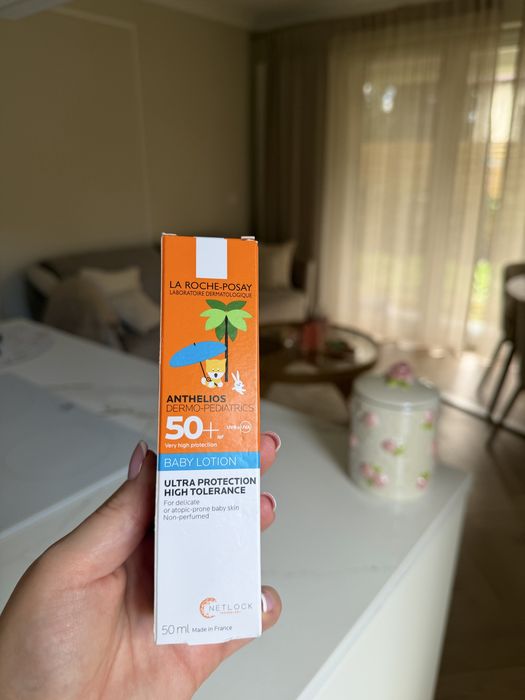 LA ROCHE-POSAY
LABORATOIRE DERMATOLOGIQUE
ANTHELIOS
DERMO-PEDIATRICS
50+
Very high protection
BABY LOTION
ULTRA PROTECTION
HIGH TOLERANCE
For delicate
or atopic-prone baby skin
Non-perfumed
NETLOCK
50 ml Made in France